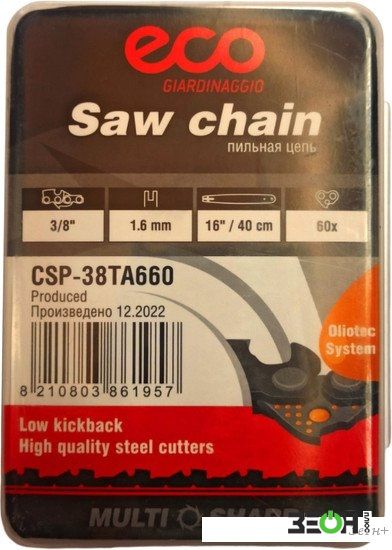 eco
GIARDINAGGIO
Saw chain
пильная цепь
3/8"
1.6 mm
16" / 40 cm
60x
CSP-38TA660
Produced
Произведено 12.2022
8 210803 861957
Oliotec
System
Low kickback
High quality steel cutters
MULTI
ЗЕОН